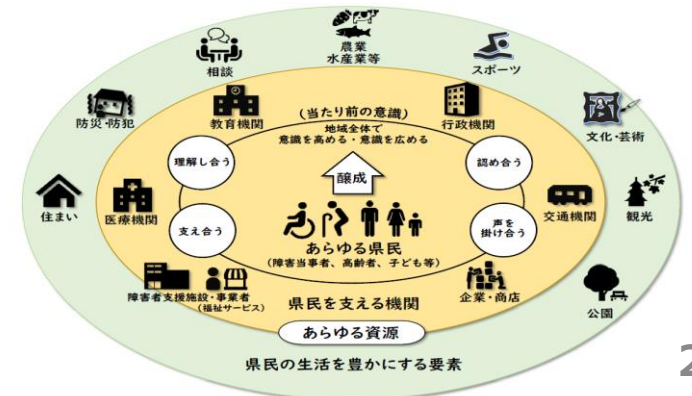 農業
水産業等
相談
スポーツ
防災・防犯
教育機関
(当たり前の意識)
行政機関
文化・芸術
地域全体で
意識を高める・意識を広める
理解し合う
認め合う
醸成
住まい
医療機関
支え合う
声を
掛け合う
交通機関
観光
あらゆる県民
(障害当事者、高齢者、子ども等)
障害者支援施設・事業者
(福祉サービス)
県民を支える機関
企業・商店
公園
あらゆる資源
県民の生活を豊かにする要素
2